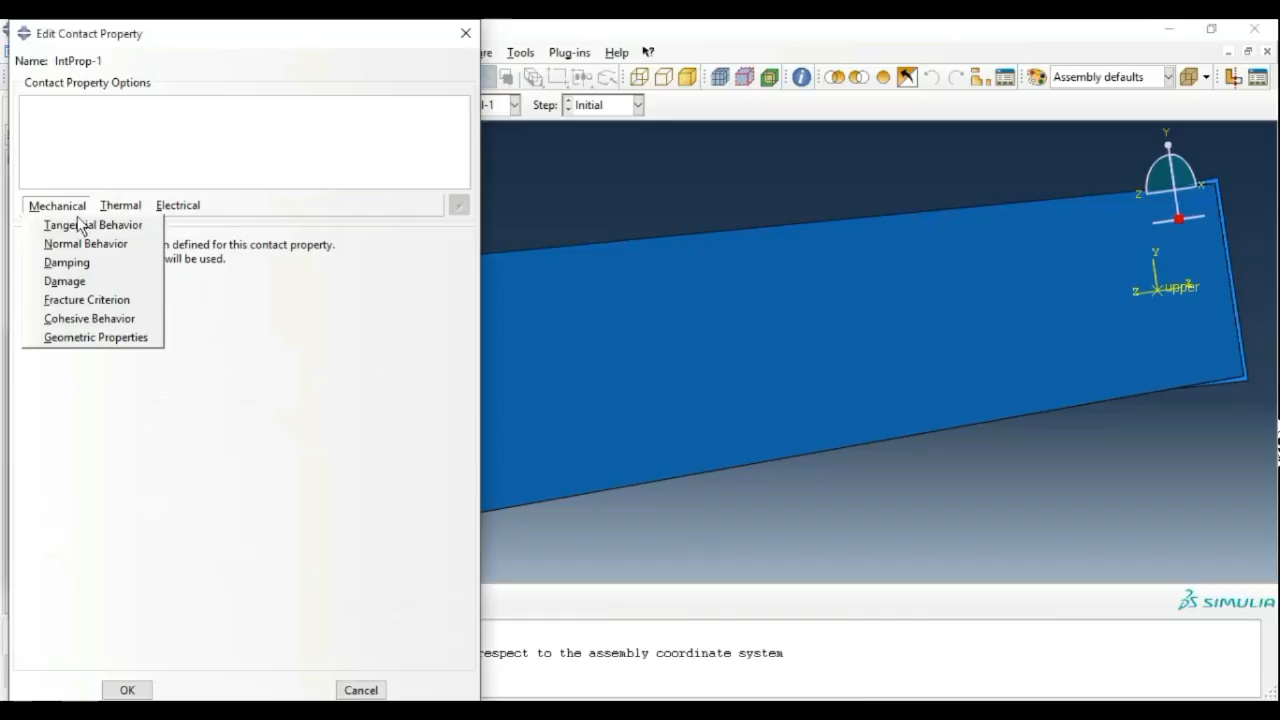 Edit Contact Property
Name: IntProp-1
Contact Property Options
Mechanical Thermal Electrical
Tangential Behavior
Normal Behavior
Damping
Damage
Fracture Criterion
Cohesive Behavior
Geometric Properties
n defined for this contact property.
will be used.
OK Cancel
re Tools Plug-ins Help
Assembly defaults
l-1 Step: Initial
Y
Z X
Y
Z upper
SIMULIA
respect to the assembly coordinate system